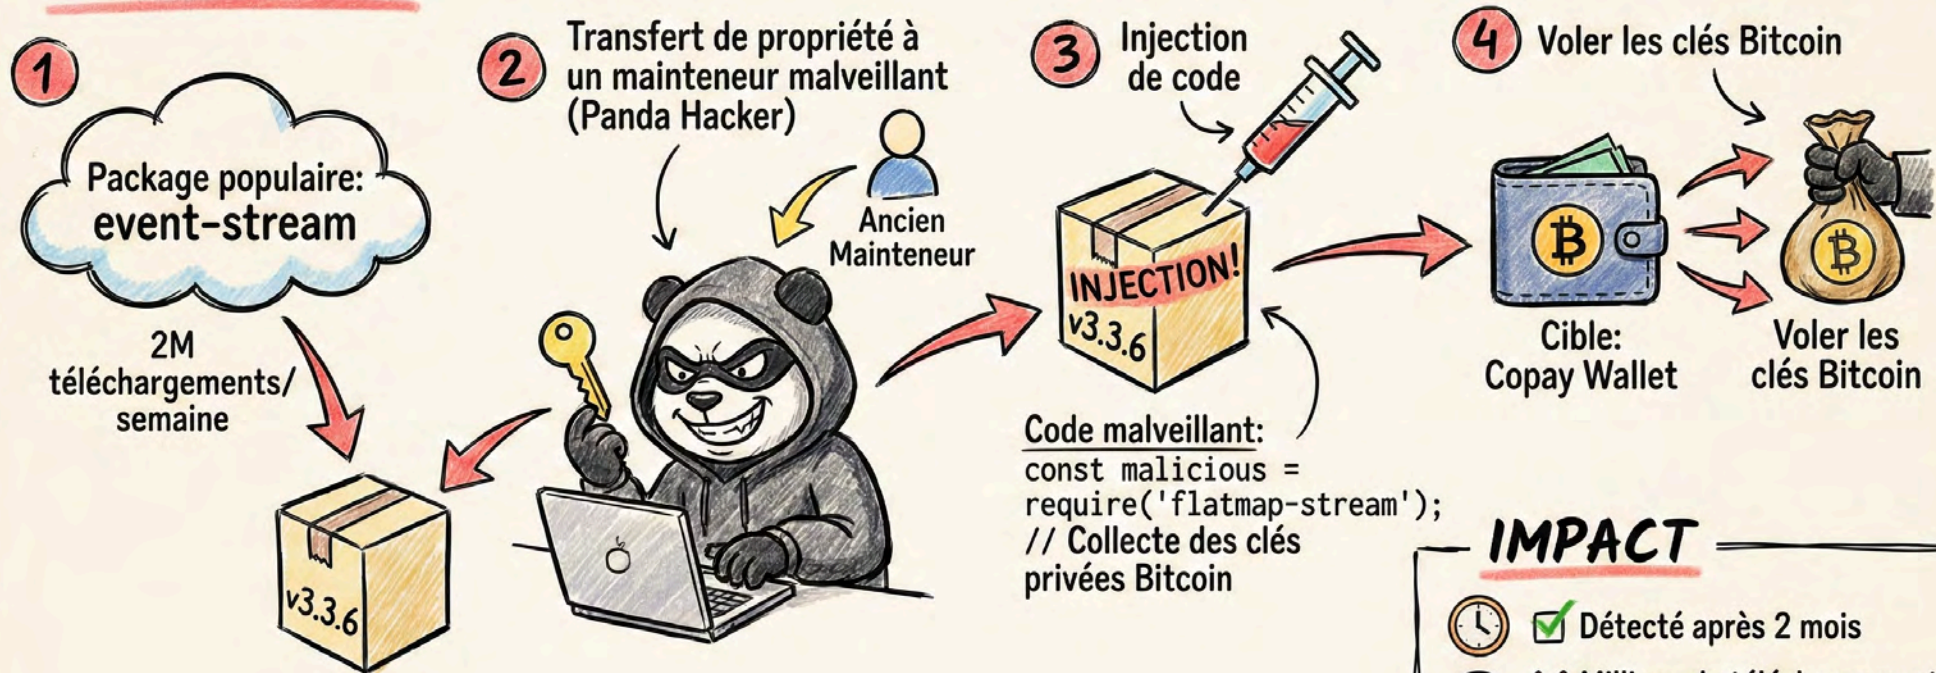 1
Package populaire:
event-stream
2M
téléchargements/
semaine
v3.3.6
2
Transfert de propriété à
un mainteneur malveillant
(Panda Hacker)
Ancien
Mainteneur
3
Injection
de code
INJECTION!
v3.3.6
Code malveillant:
const malicious =
require('flatmap-stream');
// Collecte des clés
privées Bitcoin
4
Voler les clés Bitcoin
Cible:
Copay Wallet
Voler les
clés Bitcoin
IMPACT
Détecté après 2 mois